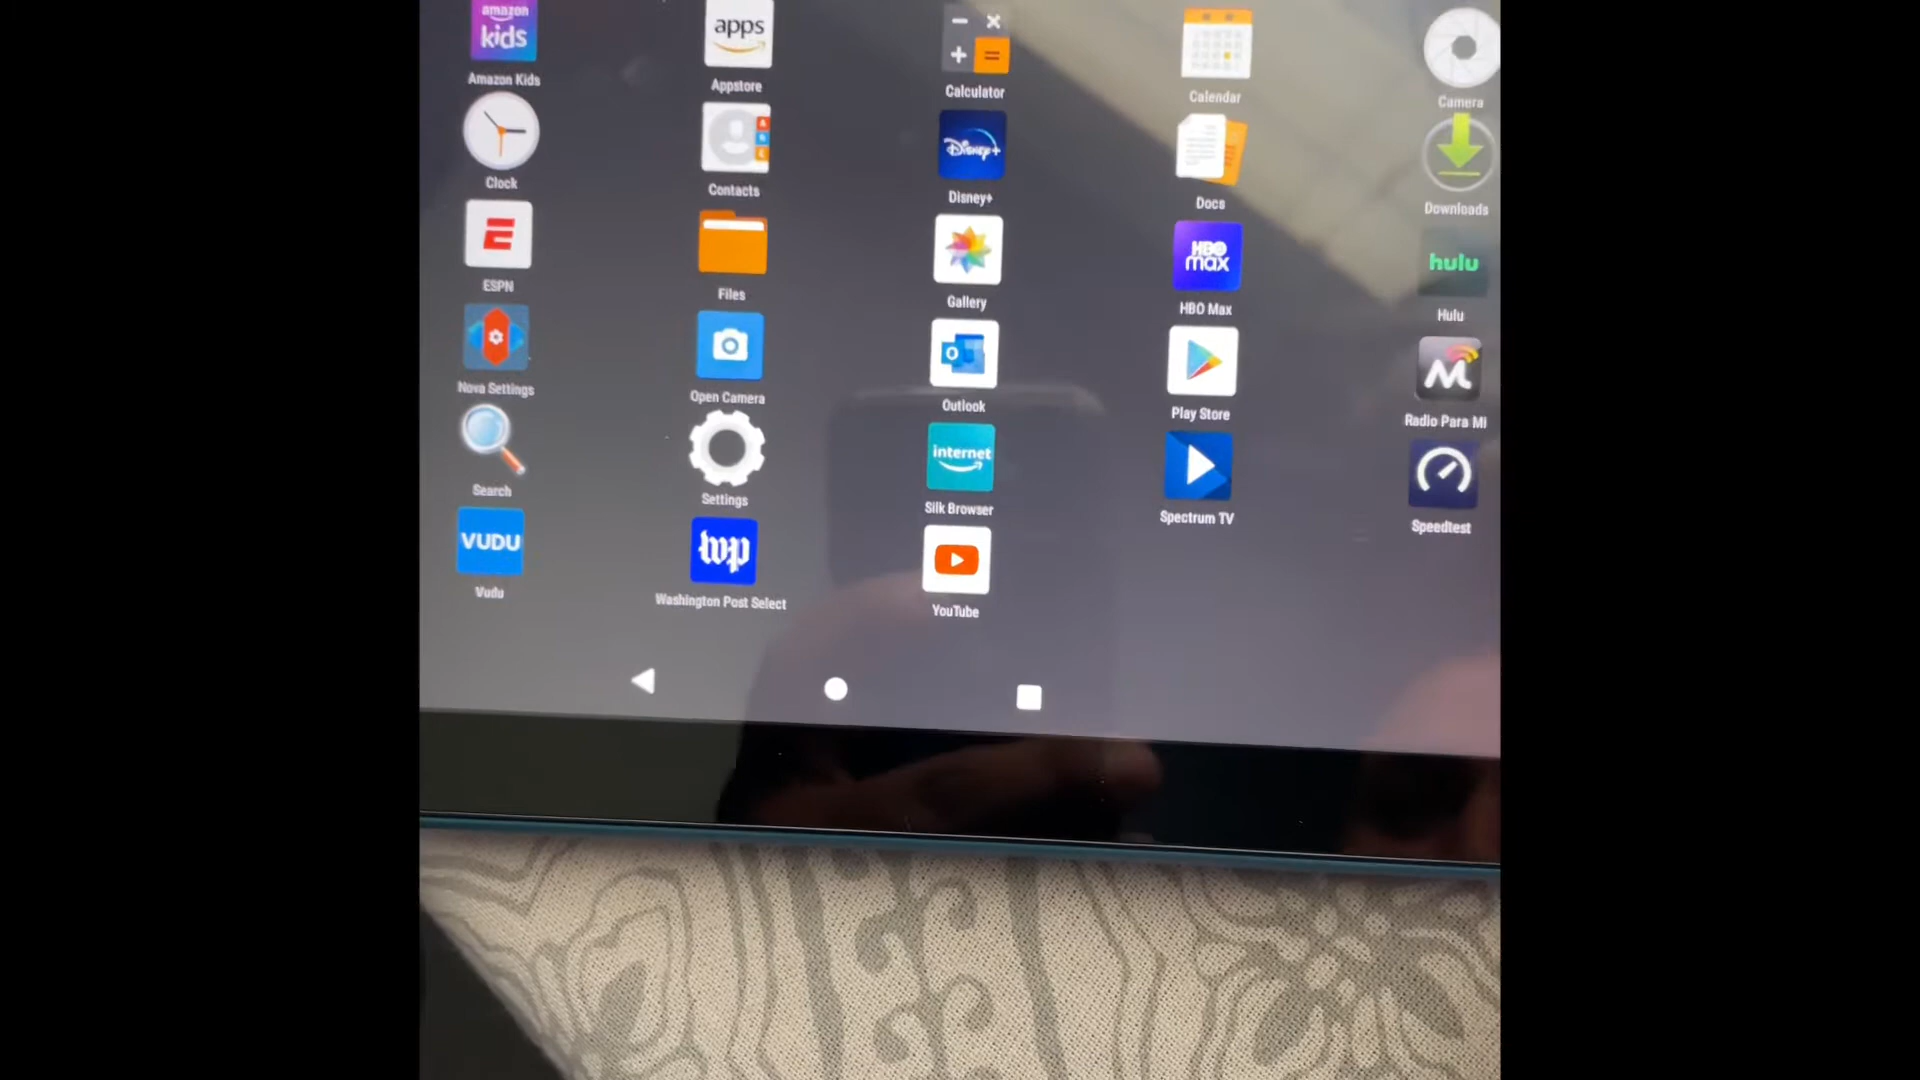 amazon
kids
Amazon Kids
apps
Appstore
Calculator
Calendar
Camera
Clock
Contacts
Disney+
Disney+
Docs
Downloads
ESPN
Files
Gallery
HBO
max
HBO Max
hulu
Hulu
Nova Settings
Open Camera
O
Outlook
Play Store
M
Radio Para Mi
Search
Settings
internet
Silk Browser
Spectrum TV
Speedtest
VUDU
Vudu
wp
Washington Post Select
YouTube